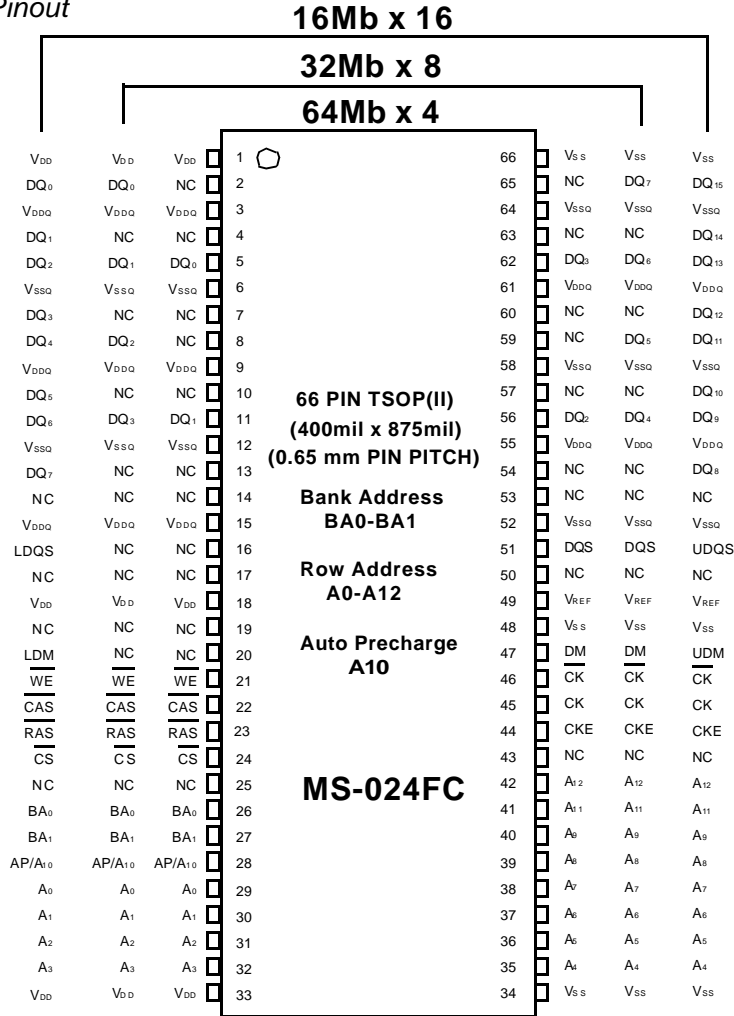 Pinout
16Mb x 16
32Mb x 8
64Mb x 4
VDD VDD VDD 1 66 VSS VSS VSS
DQ0 DQ0 NC 2 65 NC DQ7 DQ15
VDDQ VDDQ VDDQ 3 64 VSSQ VSSQ VSSQ
DQ1 NC NC 4 63 NC NC DQ14
DQ2 DQ1 DQ0 5 62 DQ3 DQ6 DQ13
VSSQ VSSQ VSSQ 6 61 VDDQ VDDQ VDDQ
DQ3 NC NC 7 60 NC NC DQ12
DQ4 DQ2 NC 8 59 NC DQ5 DQ11
VDDQ VDDQ VDDQ 9 58 VSSQ VSSQ VSSQ
DQ5 NC NC 10 57 NC NC DQ10
66 PIN TSOP(II)
DQ6 DQ3 DQ1 11 56 DQ2 DQ4 DQ9
(400mil x 875mil)
VSSQ VSSQ VSSQ 12 55 VDDQ VDDQ VDDQ
(0.65 mm PIN PITCH)
DQ7 NC NC 13 54 NC NC DQ8
NC NC NC 14 53 NC NC NC
Bank Address
VDDQ VDDQ VDDQ 15 52 VSSQ VSSQ VSSQ
BA0-BA1
LDQS NC NC 16 51 DQS DQS UDQS
NC NC NC 17 50 NC NC NC
Row Address
VDD VDD VDD 18 49 VREF VREF VREF
A0-A12
NC NC NC 19 48 VSS VSS VSS
Auto Precharge
LDM NC NC 20 47 DM DM UDM
A10
WE WE WE 21 46 CK CK CK
CAS CAS CAS 22 45 CK CK CK
RAS RAS RAS 23 44 CKE CKE CKE
CS CS CS 24 43 NC NC NC
NC NC NC 25 42 A12 A12 A12
MS-024FC
BA0 BA0 BA0 26 41 A11 A11 A11
BA1 BA1 BA1 27 40 A9 A9 A9
AP/A10 AP/A10 AP/A10 28 39 A8 A8 A8
A0 A0 A0 29 38 A7 A7 A7
A1 A1 A1 30 37 A6 A6 A6
A2 A2 A2 31 36 A5 A5 A5
A3 A3 A3 32 35 A4 A4 A4
VDD VDD VDD 33 34 VSS VSS VSS